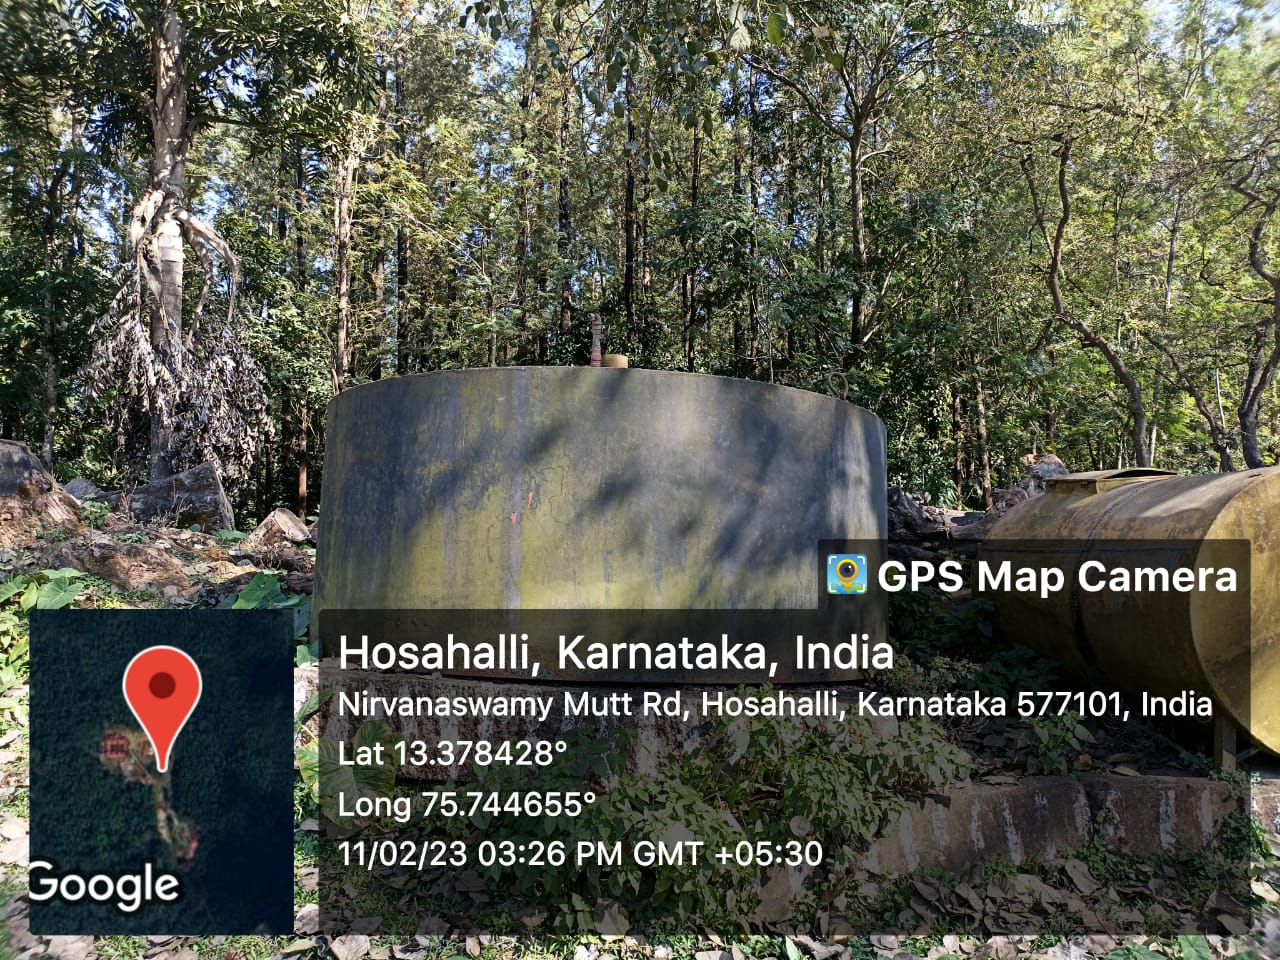 GPS Map Camera
Hosahalli, Karnataka, India
Nirvanaswamy Mutt Rd, Hosahalli, Karnataka 577101, India
Lat 13.378428°
Long 75.744655°
11/02/23 03:26 PM GMT +05:30
Google